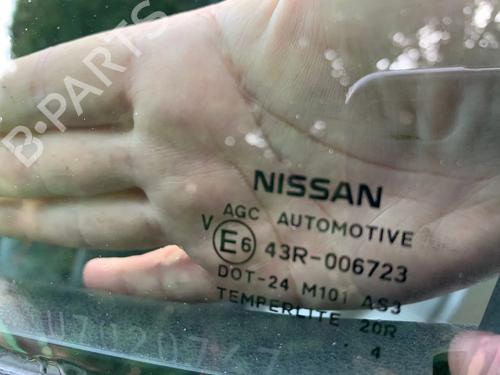 B-PARTS
NISSAN
AGC AUTOMOTIVE
V E6 43R-006723
DOT-24 M101 AS3
TEMPERLITE 20R
4